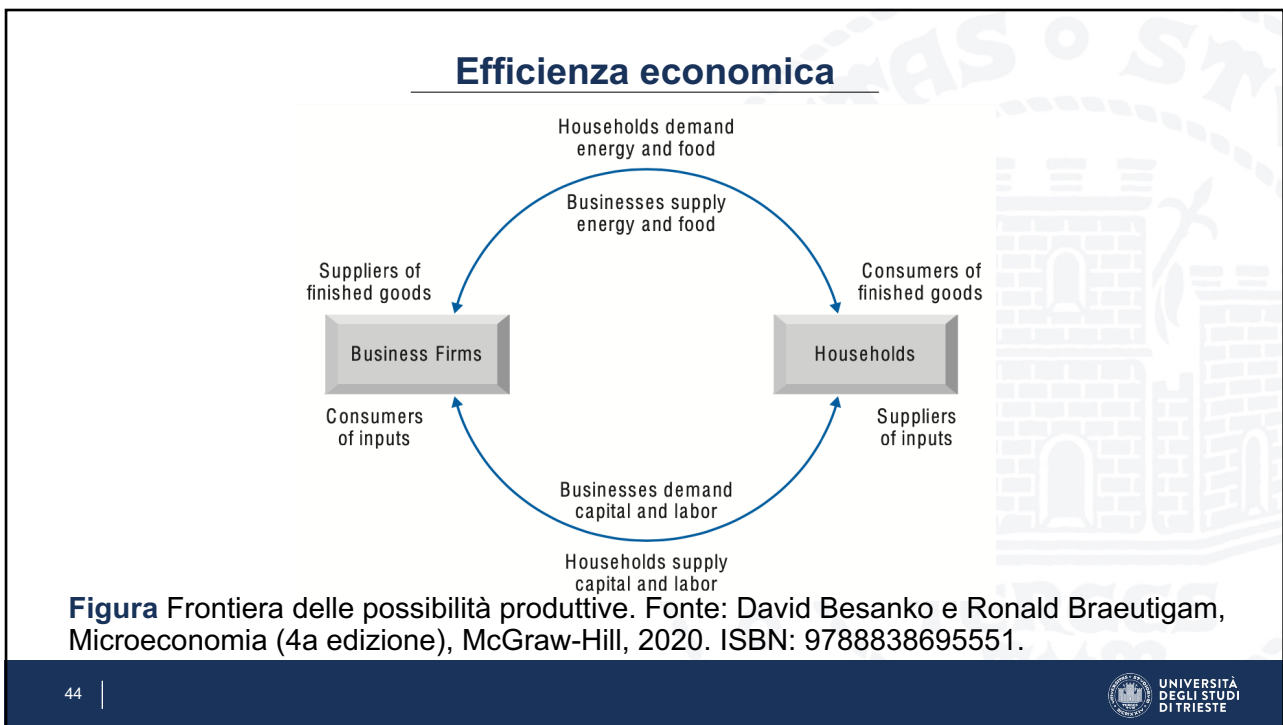 Efficienza economica
Households demand
energy and food
Businesses supply
energy and food
Suppliers of
finished goods
Consumers of
finished goods
Business Firms
Households
Consumers
of inputs
Suppliers
of inputs
Businesses demand
capital and labor
Households supply
capital and labor
Figura Frontiera delle possibilità produttive. Fonte: David Besanko e Ronald Braeutigam,
Microeconomia (4a edizione), McGraw-Hill, 2020. ISBN: 9788838695551.
44
UNIVERSITÀ
DEGLI STUDI
DI TRIESTE